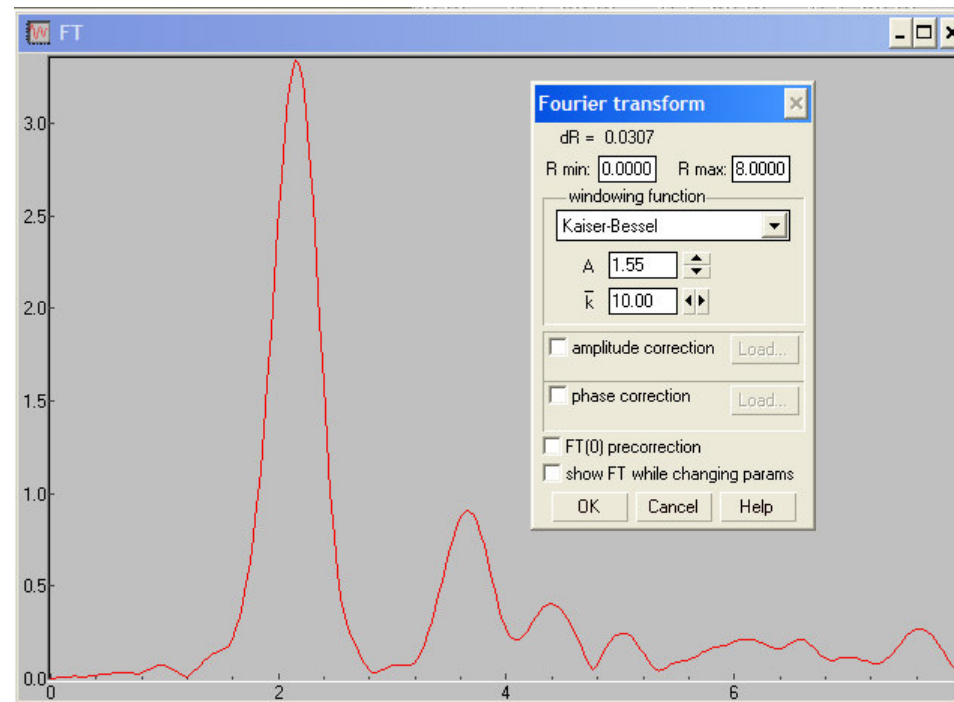 FT
3.0
2.5
2.0
1.5
1.0
0.5
0.0
0 2 4 6
Fourier transform
dR = 0.0307
R min: 0.0000 R max: 8.0000
windowing function
Kaiser-Bessel
A 1.55
k̅ 10.00
amplitude correction Load...
phase correction Load...
FT(0) precorrection
show FT while changing params
OK Cancel Help